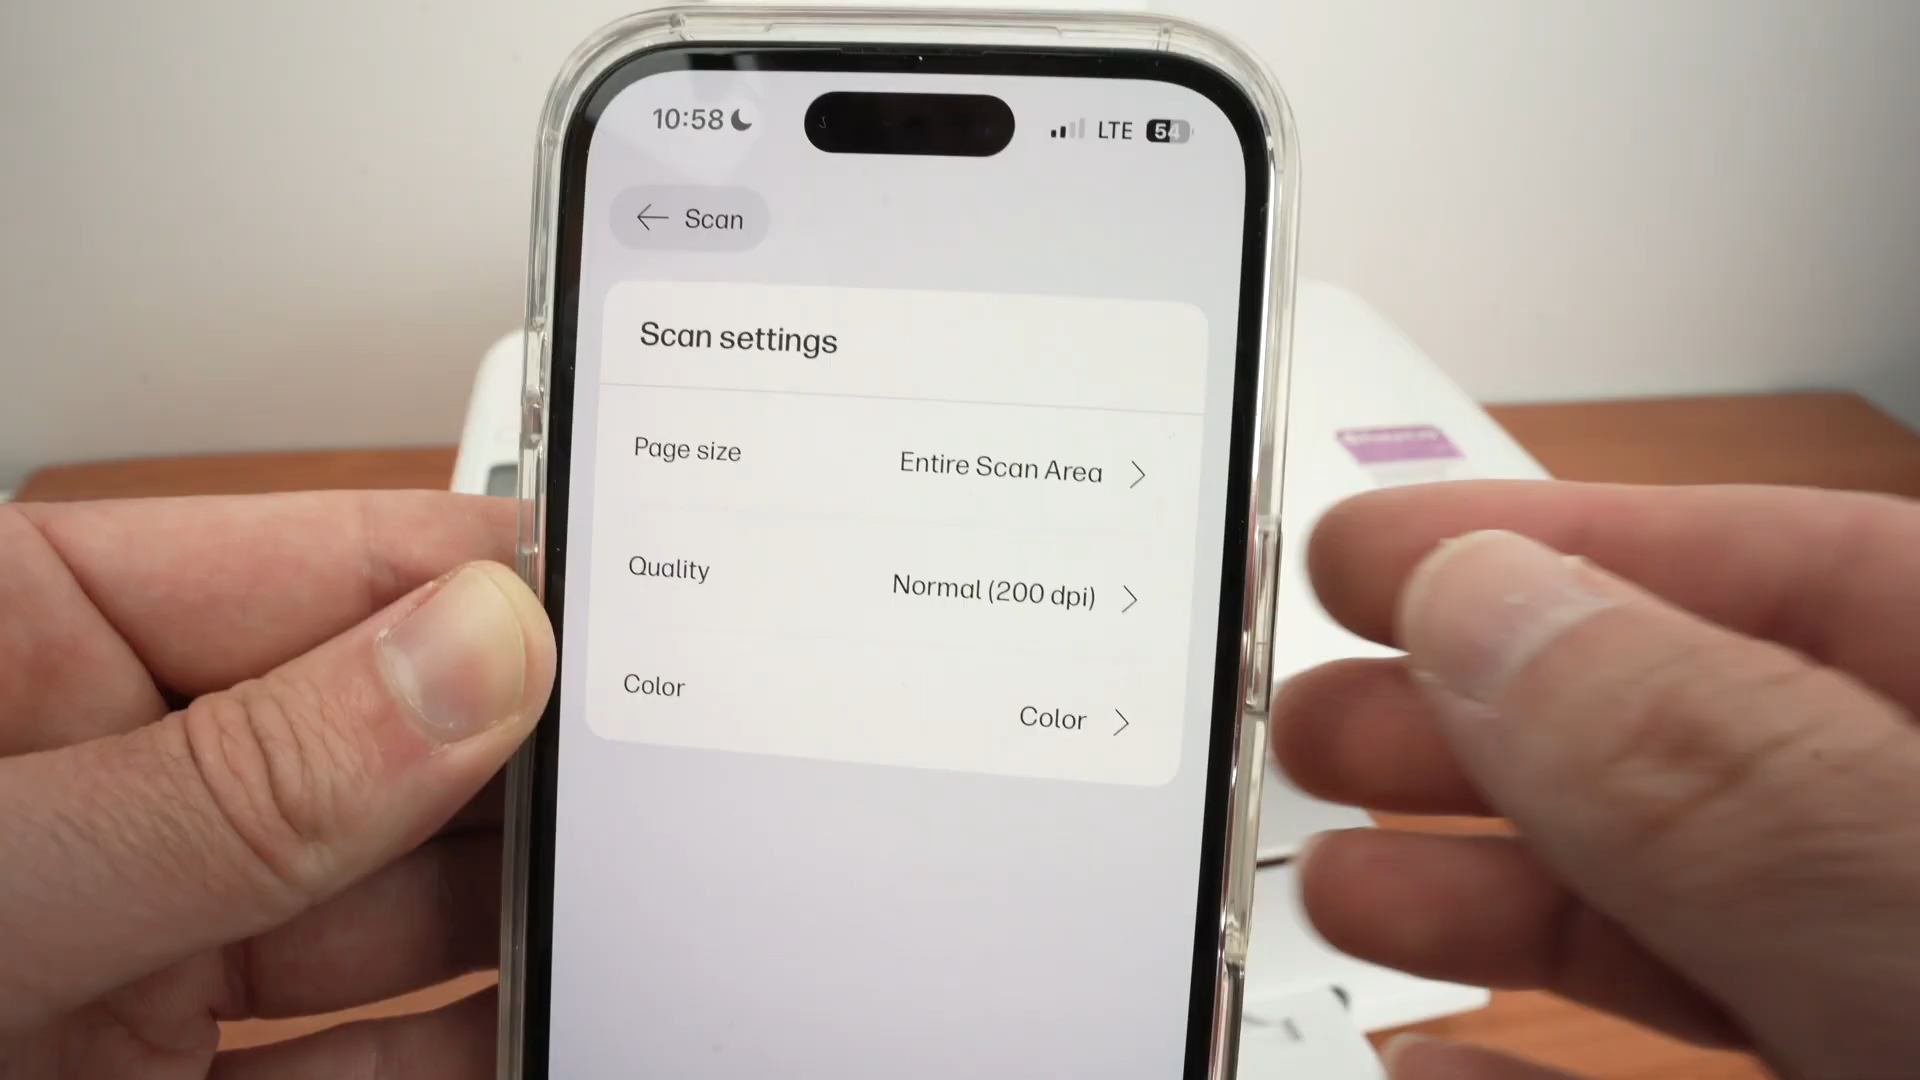 10:58
LTE 54
Scan
Scan settings
Page size Entire Scan Area
Quality Normal (200 dpi)
Color Color